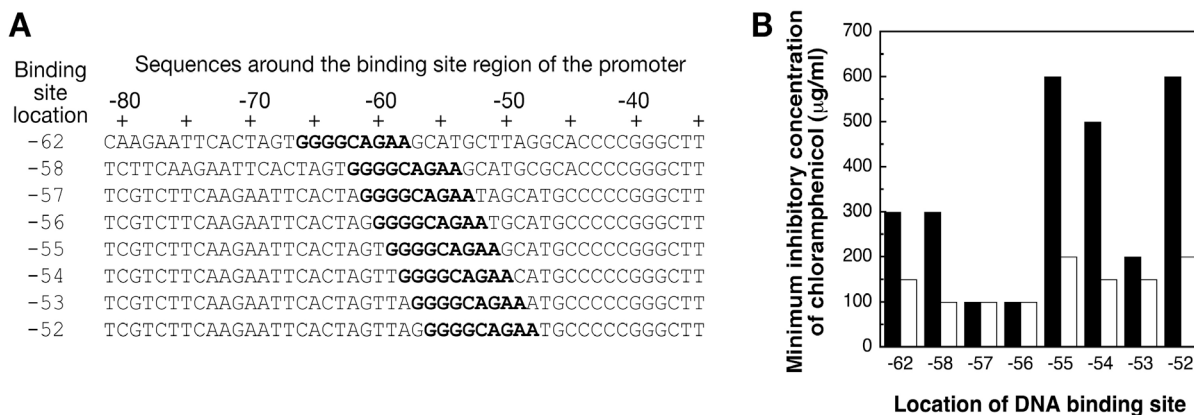 A
Binding site location
Sequences around the binding site region of the promoter
-80 -70 -60 -50 -40
+ + + + + + + + + +
-62 CAAGAATTCACTAGTGGGGCAGAAGCATGCTTAGGCACCCCGGGCTT
-58 TCTTCAAGAATTCACTAGTGGGGCAGAAGCATGCGCACCCCGGGCTT
-57 TCGTCTTCAAGAATTCACTAGGGGCAGAATAGCATGCCCCCGGGCTT
-56 TCGTCTTCAAGAATTCACTAGGGGGCAGAATGCATGCCCCCGGGCTT
-55 TCGTCTTCAAGAATTCACTAGTGGGGCAGAAGCATGCCCCCGGGCTT
-54 TCGTCTTCAAGAATTCACTAGTTGGGGCAGAACATGCCCCCGGGCTT
-53 TCGTCTTCAAGAATTCACTAGTTAGGGGCAGAATGCCCCCGGGCTT
-52 TCGTCTTCAAGAATTCACTAGTTAGGGGGCAGAATGCCCCCGGGCTT
B
Minimum inhibitory concentration
of chloramphenicol (μg/ml)
700
600
500
400
300
200
100
0
-62 -58 -57 -56 -55 -54 -53 -52
Location of DNA binding site